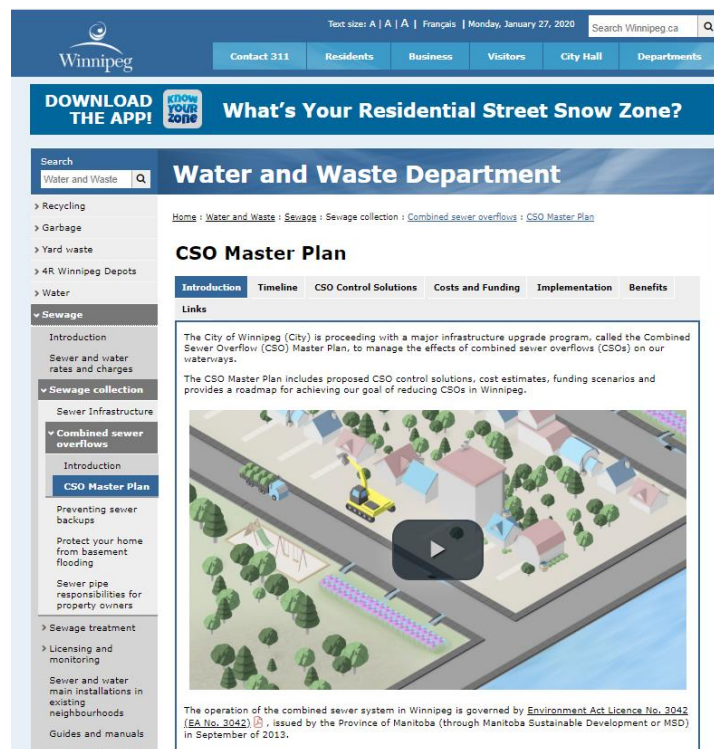 Text size: A | A | A | Français | Monday, January 27, 2020
Search Winnipeg.ca
Winnipeg
Contact 311 Residents Business Visitors City Hall Departments
DOWNLOAD THE APP!
KNOW YOUR ZONE
What's Your Residential Street Snow Zone?
Search
Water and Waste
Water and Waste Department
> Recycling
> Garbage
> Yard waste
> 4R Winnipeg Depots
> Water
Sewage
Introduction
Sewer and water
rates and charges
Sewage collection
Sewer Infrastructure
Combined sewer
overflows
Introduction
CSO Master Plan
Preventing sewer
backups
Protect your home
from basement
flooding
Sewer pipe
responsibilities for
property owners
> Sewage treatment
> Licensing and
monitoring
Sewer and water
main installations in
existing
neighbourhoods
Guides and manuals
Home : Water and Waste : Sewage : Sewage collection : Combined sewer overflows : CSO Master Plan
CSO Master Plan
Introduction Timeline CSO Control Solutions Costs and Funding Implementation Benefits
Links
The City of Winnipeg (City) is proceeding with a major infrastructure upgrade program, called the Combined
Sewer Overflow (CSO) Master Plan, to manage the effects of combined sewer overflows (CSOs) on our
waterways.
The CSO Master Plan includes proposed CSO control solutions, cost estimates, funding scenarios and
provides a roadmap for achieving our goal of reducing CSOs in Winnipeg.
The operation of the combined sewer system in Winnipeg is governed by Environment Act Licence No. 3042
(EA No. 3042) , issued by the Province of Manitoba (through Manitoba Sustainable Development or MSD)
in September of 2013.